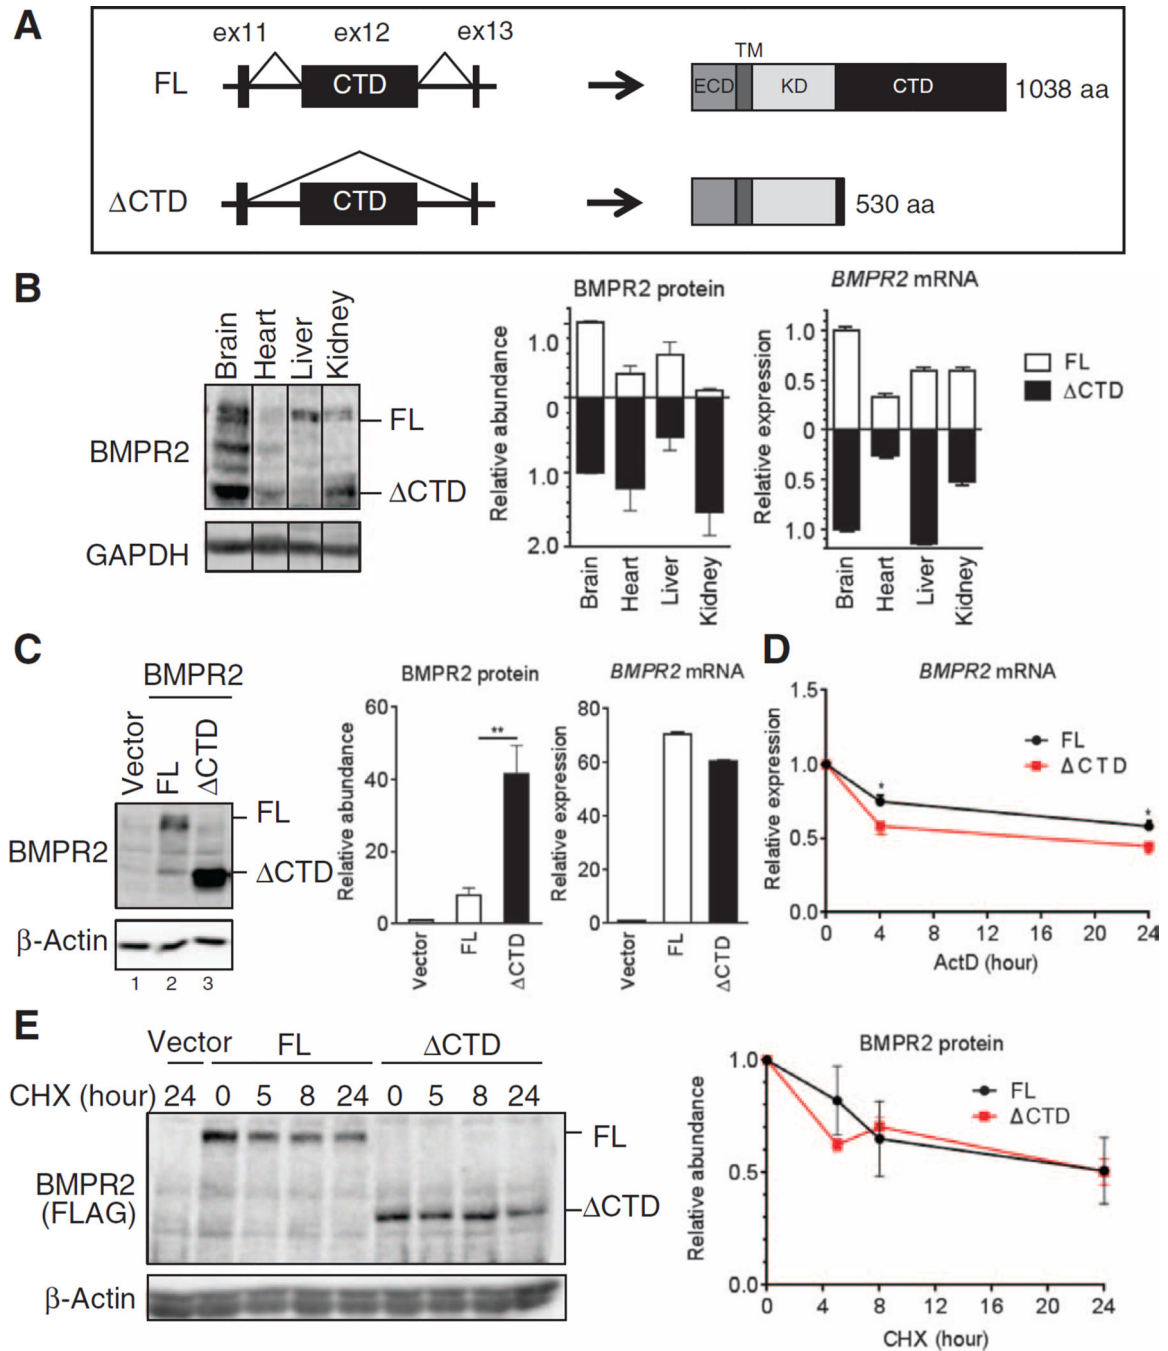 A
ex11 ex12 ex13
FL CTD
TM
ECD KD CTD 1038 aa
ΔCTD CTD 530 aa
B
Brain Heart Liver Kidney
BMPR2
FL
ΔCTD
GAPDH
BMPR2 protein
Relative abundance
1.0
0
1.0
2.0
Brain Heart Liver Kidney
BMPR2 mRNA
Relative expression
1.0
0.5
0
0.5
1.0
Brain Heart Liver Kidney
FL
ΔCTD
C
BMPR2
Vector FL ΔCTD
BMPR2
FL
ΔCTD
β-Actin
1 2 3
BMPR2 protein
Relative abundance
60
40
20
0
**
Vector FL ΔCTD
BMPR2 mRNA
Relative expression
80
60
40
20
0
Vector FL ΔCTD
D
BMPR2 mRNA
Relative expression
1.5
1.0
0.5
0.0
FL
ΔCTD
* *
0 4 8 12 16 20 24
ActD (hour)
E
Vector FL ΔCTD
CHX (hour) 24 0 5 8 24 0 5 8 24
BMPR2
(FLAG)
FL
ΔCTD
β-Actin
BMPR2 protein
Relative abundance
1.0
0.5
0.0
FL
ΔCTD
0 4 8 12 16 20 24
CHX (hour)